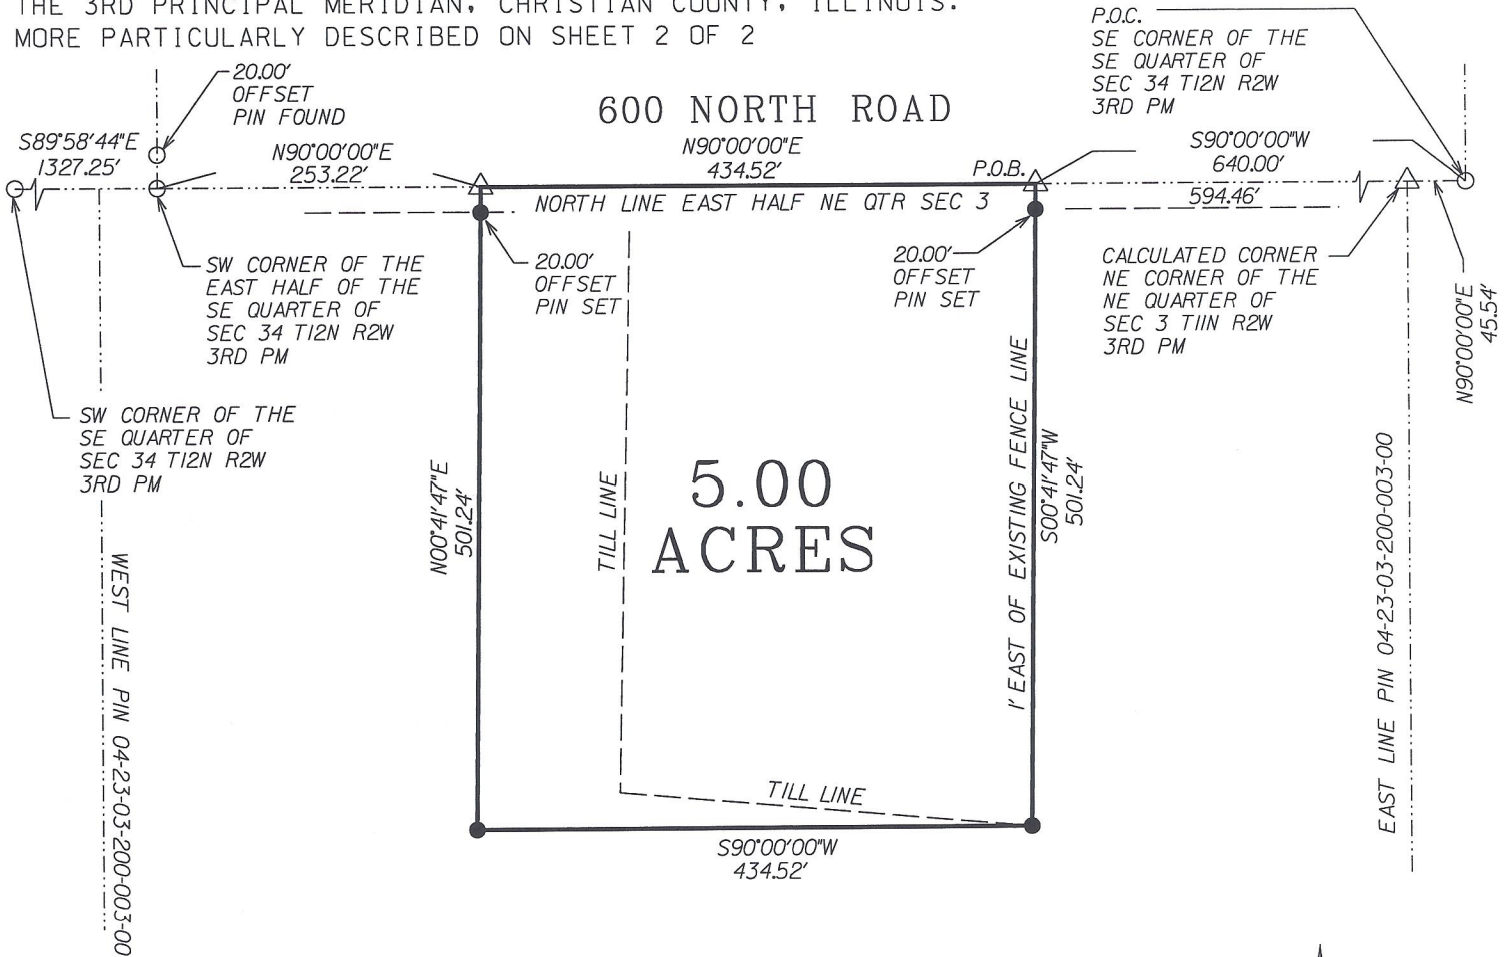 THE 3RD PRINCIPAL MERIDIAN, CHRISTIAN COUNTY, ILLINOIS.
MORE PARTICULARLY DESCRIBED ON SHEET 2 OF 2
P.O.C.
SE CORNER OF THE
SE QUARTER OF
SEC 34 T12N R2W
3RD PM
20.00'
OFFSET
PIN FOUND
600 NORTH ROAD
S89°58'44"E
1327.25'
N90°00'00"E
253.22'
N90°00'00"E
434.52'
P.O.B.
S90°00'00"W
640.00'
594.46'
NORTH LINE EAST HALF NE QTR SEC 3
SW CORNER OF THE
EAST HALF OF THE
SE QUARTER OF
SEC 34 T12N R2W
3RD PM
20.00'
OFFSET
PIN SET
20.00'
OFFSET
PIN SET
CALCULATED CORNER
NE CORNER OF THE
NE QUARTER OF
SEC 3 T11N R2W
3RD PM
N90°00'00"E
45.54'
SW CORNER OF THE
SE QUARTER OF
SEC 34 T12N R2W
3RD PM
N00°41'47"E
501.24'
TILL LINE
5.00
ACRES
1' EAST OF EXISTING FENCE LINE
S00°41'47"W
501.24'
WEST LINE PIN 04-23-03-200-003-00
EAST LINE PIN 04-23-03-200-003-00
TILL LINE
S90°00'00"W
434.52'